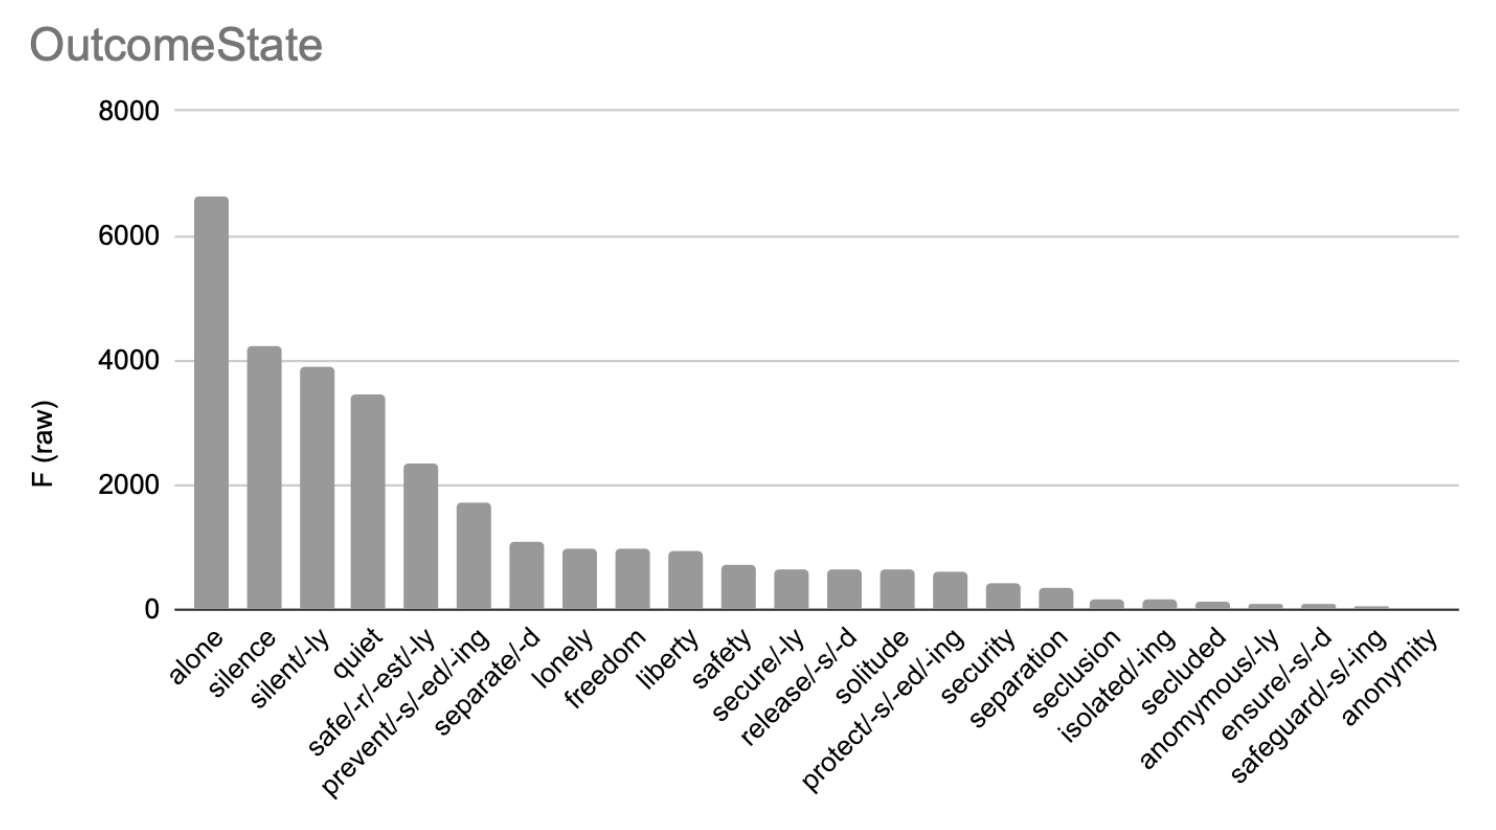 OutcomeState
8000
6000
4000
2000
0
F (raw)
alone
silence
silent/-ly
quiet
safe/-r/-est/-ly
prevent/-s/-ed/-ing
separate/-d
lonely
freedom
liberty
safety
secure/-ly
release/-s/-d
solitude
protect/-s/-ed/-ing
security
separation
seclusion
isolated/-ing
secluded
anomymous/-ly
ensure/-s/-d
safeguard/-s/-ing
anonymity